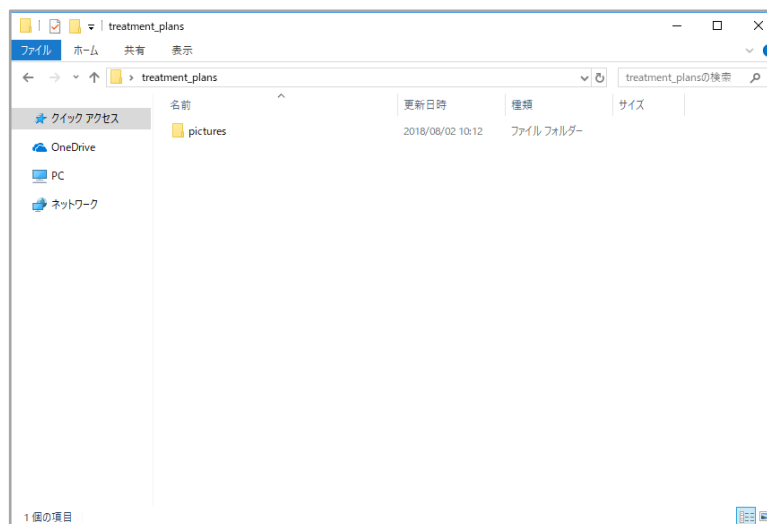 treatment_plans
ファイル ホーム 共有 表示
treatment_plans treatment_plansの検索
名前 更新日時 種類 サイズ
クイック アクセス
pictures 2018/08/02 10:12 ファイル フォルダー
OneDrive
PC
ネットワーク
1 個の項目